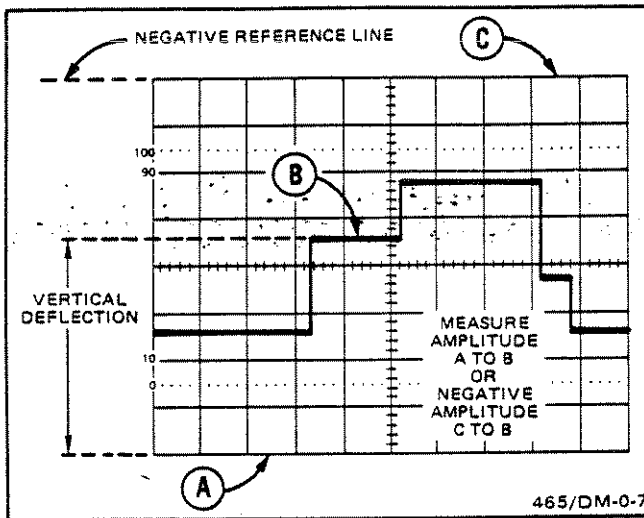 NEGATIVE REFERENCE LINE
C
100
90
B
VERTICAL
DEFLECTION
MEASURE
AMPLITUDE
A TO B
OR
NEGATIVE
AMPLITUDE
C TO B
10
0
A
465/DM-0-7